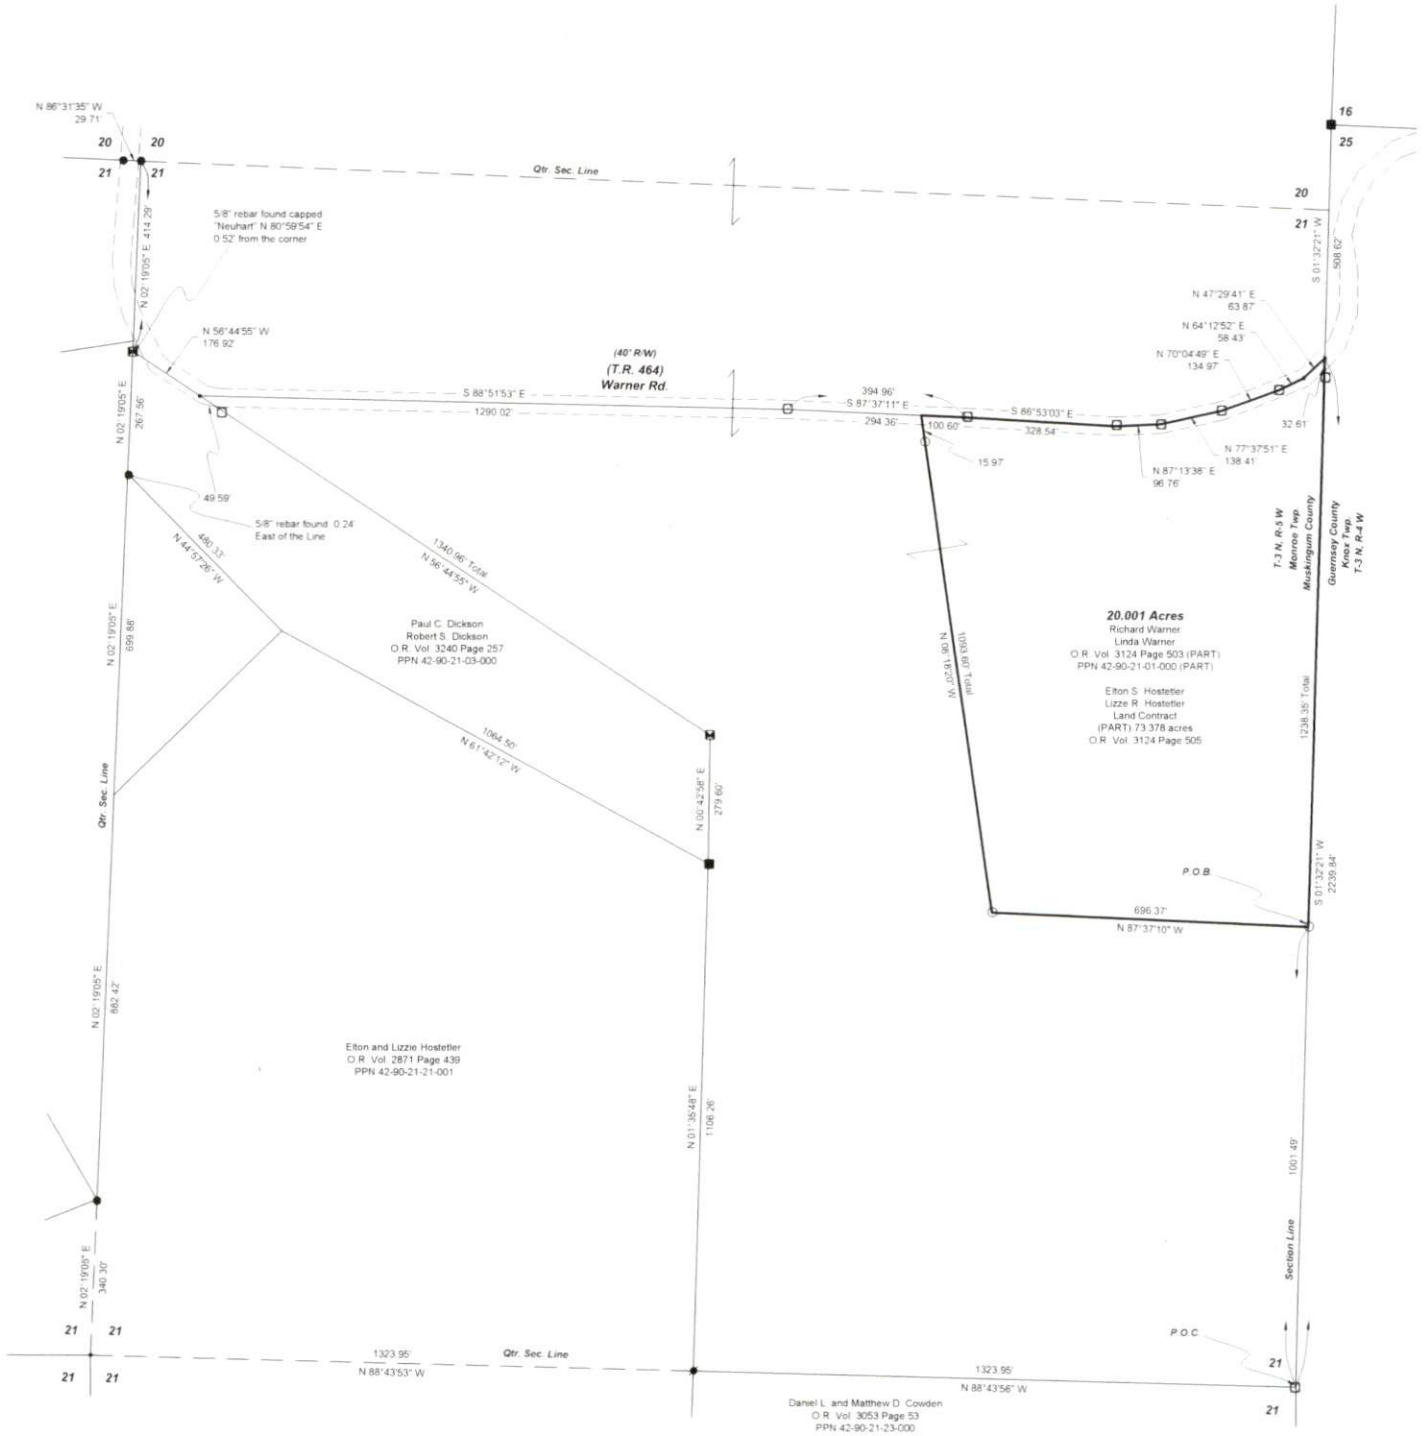 N 86°31'35" W
29.71'
20
20
21
21
16
25
Qtr. Sec. Line
20
21
N 02°19'05" E 414.29'
5/8" rebar found capped
"Neuhart" N 80°59'54" E
0.52' from the corner
S 01°32'21" W
508.62'
N 56°44'55" W
176.92'
(40' R/W)
(T.R. 464)
Warner Rd.
N 47°29'41" E
63.87'
N 64°12'52" E
58.43'
N 70°04'49" E
134.97'
S 88°51'53" E
1290.02'
394.96'
S 87°37'11" E
294.36'
100.60'
S 86°53'03" E
328.54'
32.61'
N 77°37'51" E
138.41'
N 87°13'38" E
96.76'
15.97'
N 02°19'05" E
267.56'
49.59'
5/8" rebar found 0.24'
East of the Line
480.33'
N 44°57'26" W
1340.96' Total
N 56°44'55" W
T-3 N, R-5 W
Monroe Twp.
Muskingum County
Guernsey County
Knox Twp.
T-3 N, R-4 W
N 02°19'05" E
699.88'
Paul C. Dickson
Robert S. Dickson
O.R. Vol. 3240 Page 257
PPN 42-90-21-03-000
1093.60' Total
20.001 Acres
Richard Warner
Linda Warner
O.R. Vol. 3124 Page 503 (PART)
PPN 42-90-21-01-000 (PART)
Elton S. Hostetler
Lizze R. Hostetler
Land Contract
(PART) 73.378 acres
O.R. Vol. 3124 Page 505
1238.35' Total
1064.50'
N 61°42'12" W
N 00°42'58" E
279.60'
Qtr. Sec. Line
P.O.B.
S 01°32'21" W
2239.84'
696.37'
N 87°37'10" W
N 02°19'05" E
882.42'
Elton and Lizzie Hostetler
O.R. Vol. 2871 Page 439
PPN 42-90-21-21-001
N 01°35'48" E
1106.26'
1001.49'
Section Line
N 02°19'05" E
340.30'
21
21
21
21
1323.95'
N 88°43'53" W
Qtr. Sec. Line
P.O.C.
21
21
1323.95'
N 88°43'56" W
Daniel L. and Matthew D. Cowden
O.R. Vol. 3053 Page 53
PPN 42-90-21-23-000